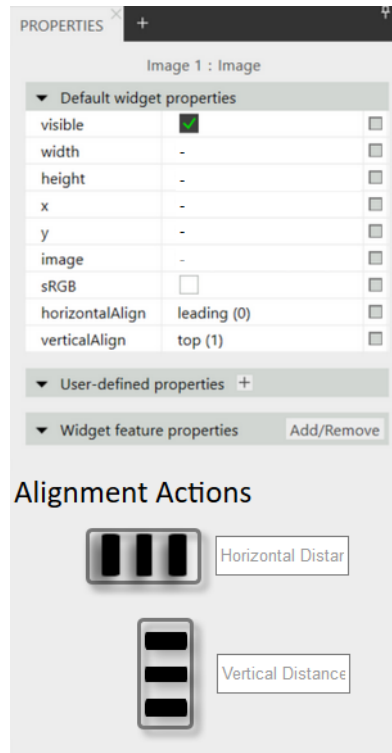 PROPERTIES × +
Image 1 : Image
Default widget properties
visible
width -
height -
x -
y -
image -
sRGB
horizontalAlign leading (0)
verticalAlign top (1)
User-defined properties +
Widget feature properties Add/Remove
Alignment Actions
Horizontal Distar
Vertical Distance